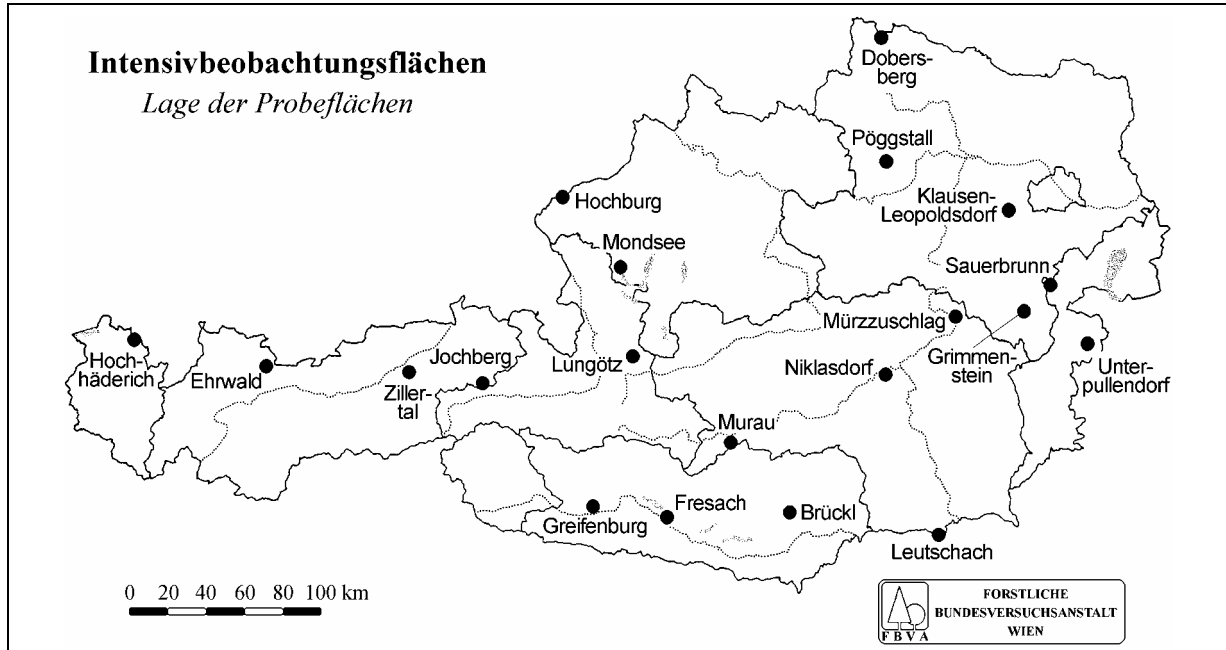 Intensivbeobachtungsflächen
Lage der Probeflächen
Dobers-
berg
Pöggstall
Klausen-
Leopoldsdorf
Hochburg
Mondsee
Sauerbrunn
Mürzzuschlag
Grimmen-
stein
Unter-
pullendorf
Niklasdorf
Hoch-
häderich
Ehrwald
Ziller-
tal
Jochberg
Lungötz
Murau
Greifenburg
Fresach
Brückl
Leutschach
0 20 40 60 80 100 km
FBVA
FORSTLICHE
BUNDESVERSUCHSANSTALT
WIEN